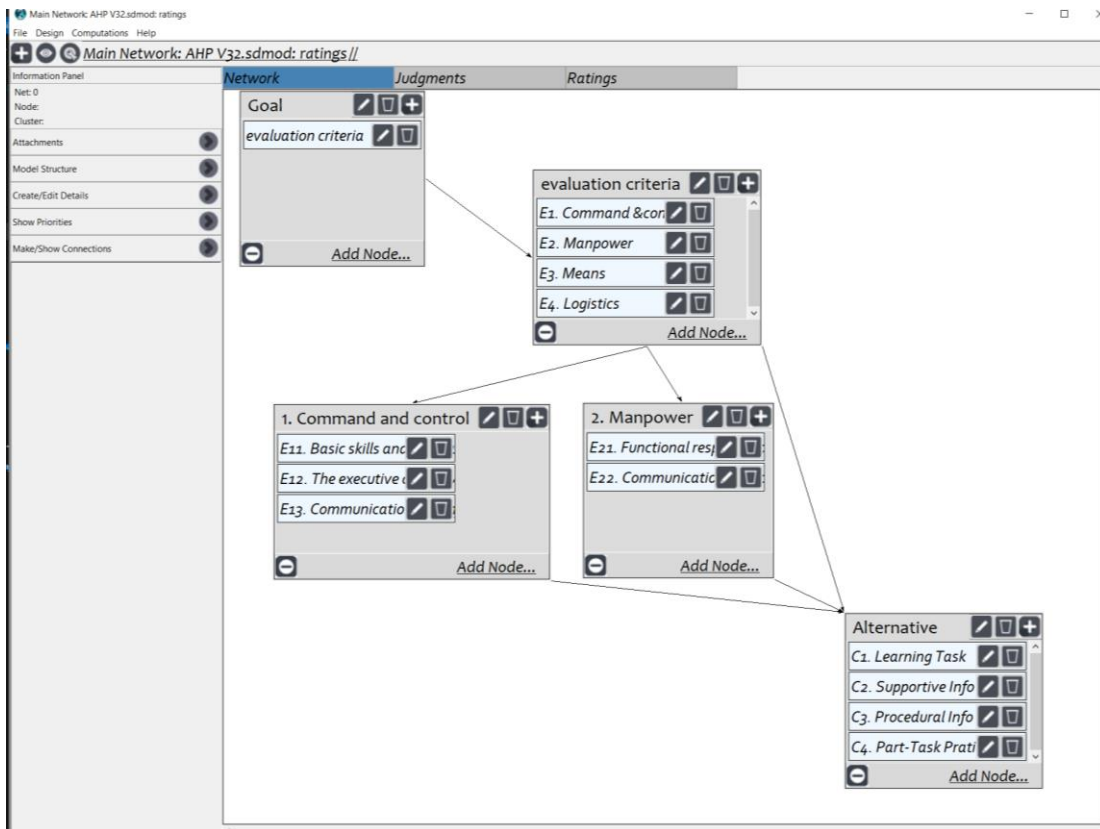 Main Network: AHP V32.sdmod: ratings
File Design Computations Help
Main Network: AHP V32.sdmod: ratings//
Information Panel
Net: 0
Node:
Cluster:
Attachments
Model Structure
Create/Edit Details
Show Priorities
Make/Show Connections
Network Judgments Ratings
Goal
evaluation criteria
Add Node...
evaluation criteria
E1. Command &con
E2. Manpower
E3. Means
E4. Logistics
Add Node...
1. Command and control
E11. Basic skills and
E12. The executive
E13. Communicatio
Add Node...
2. Manpower
E21. Functional resp
E22. Communicatic
Add Node...
Alternative
C1. Learning Task
C2. Supportive Info
C3. Procedural Info
C4. Part-Task Prati
Add Node...